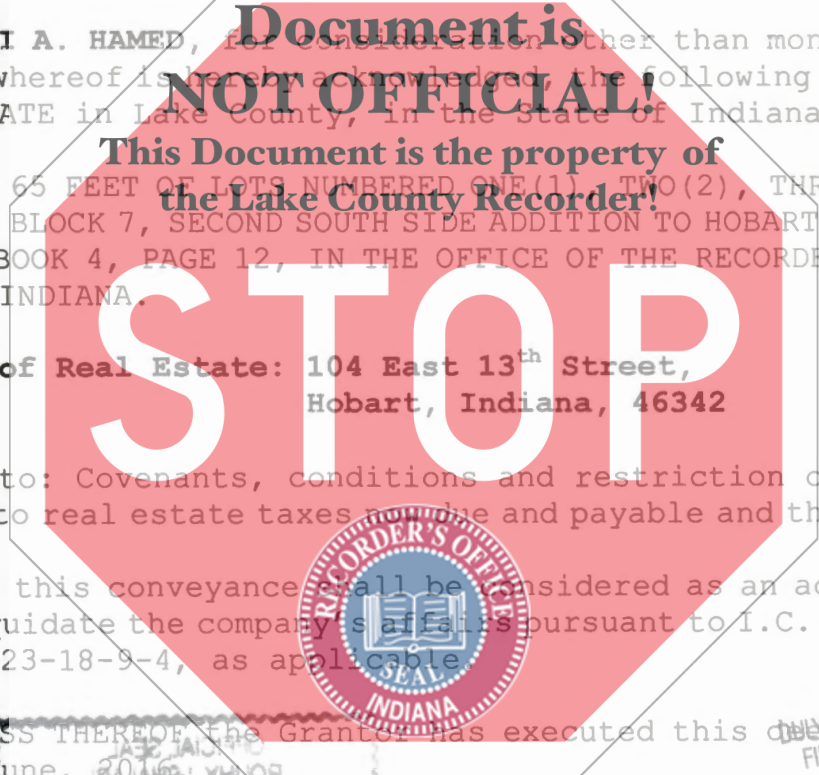 Document is
I A. HAMED, for consideration other than mon
NOT OFFICIAL!
whereof is hereby acknowledged, the following
ATE in Lake County, in the State of Indiana
This Document is the property of
the Lake County Recorder!
65 FEET OF LOTS NUMBERED ONE(1), TWO(2), THR
BLOCK 7, SECOND SOUTH SIDE ADDITION TO HOBART
BOOK 4, PAGE 12, IN THE OFFICE OF THE RECORDE
INDIANA.
STOP
of Real Estate: 104 East 13th Street,
Hobart, Indiana, 46342
to: Covenants, conditions and restriction
to real estate taxes now due and payable and th
RECORDER'S OFFICE
SEAL
INDIANA
this conveyance shall be considered as an ac
uidate the company's affairs pursuant to I.C.
23-18-9-4, as applicable.
SS THEREOF the Grantor has executed this
OFFICIAL SEAL
June, 2016